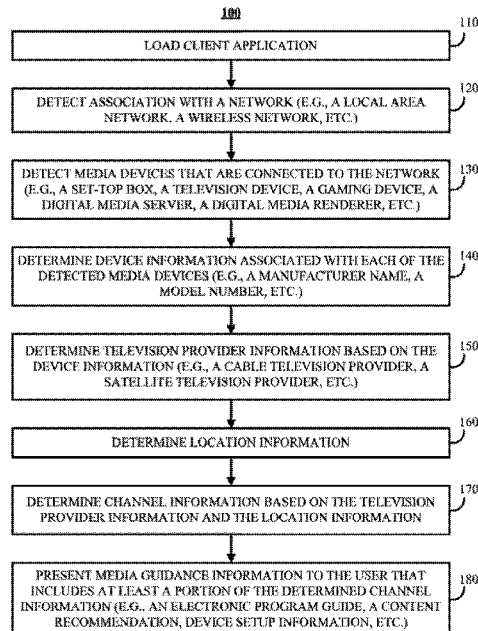 100
110
LOAD CLIENT APPLICATION
120
DETECT ASSOCIATION WITH A NETWORK (E.G., A LOCAL AREA
NETWORK, A WIRELESS NETWORK, ETC.)
130
DETECT MEDIA DEVICES THAT ARE CONNECTED TO THE NETWORK
(E.G., A SET-TOP BOX, A TELEVISION DEVICE, A GAMING DEVICE, A
DIGITAL MEDIA SERVER, A DIGITAL MEDIA RENDERER, ETC.)
140
DETERMINE DEVICE INFORMATION ASSOCIATED WITH EACH OF THE
DETECTED MEDIA DEVICES (E.G., A MANUFACTURER NAME, A
MODEL NUMBER, ETC.)
150
DETERMINE TELEVISION PROVIDER INFORMATION BASED ON THE
DEVICE INFORMATION (E.G., A CABLE TELEVISION PROVIDER, A
SATELLITE TELEVISION PROVIDER, ETC.)
160
DETERMINE LOCATION INFORMATION
170
DETERMINE CHANNEL INFORMATION BASED ON THE TELEVISION
PROVIDER INFORMATION AND THE LOCATION INFORMATION
180
PRESENT MEDIA GUIDANCE INFORMATION TO THE USER THAT
INCLUDES AT LEAST A PORTION OF THE DETERMINED CHANNEL
INFORMATION (E.G., AN ELECTRONIC PROGRAM GUIDE, A CONTENT
RECOMMENDATION, DEVICE SETUP INFORMATION, ETC.)